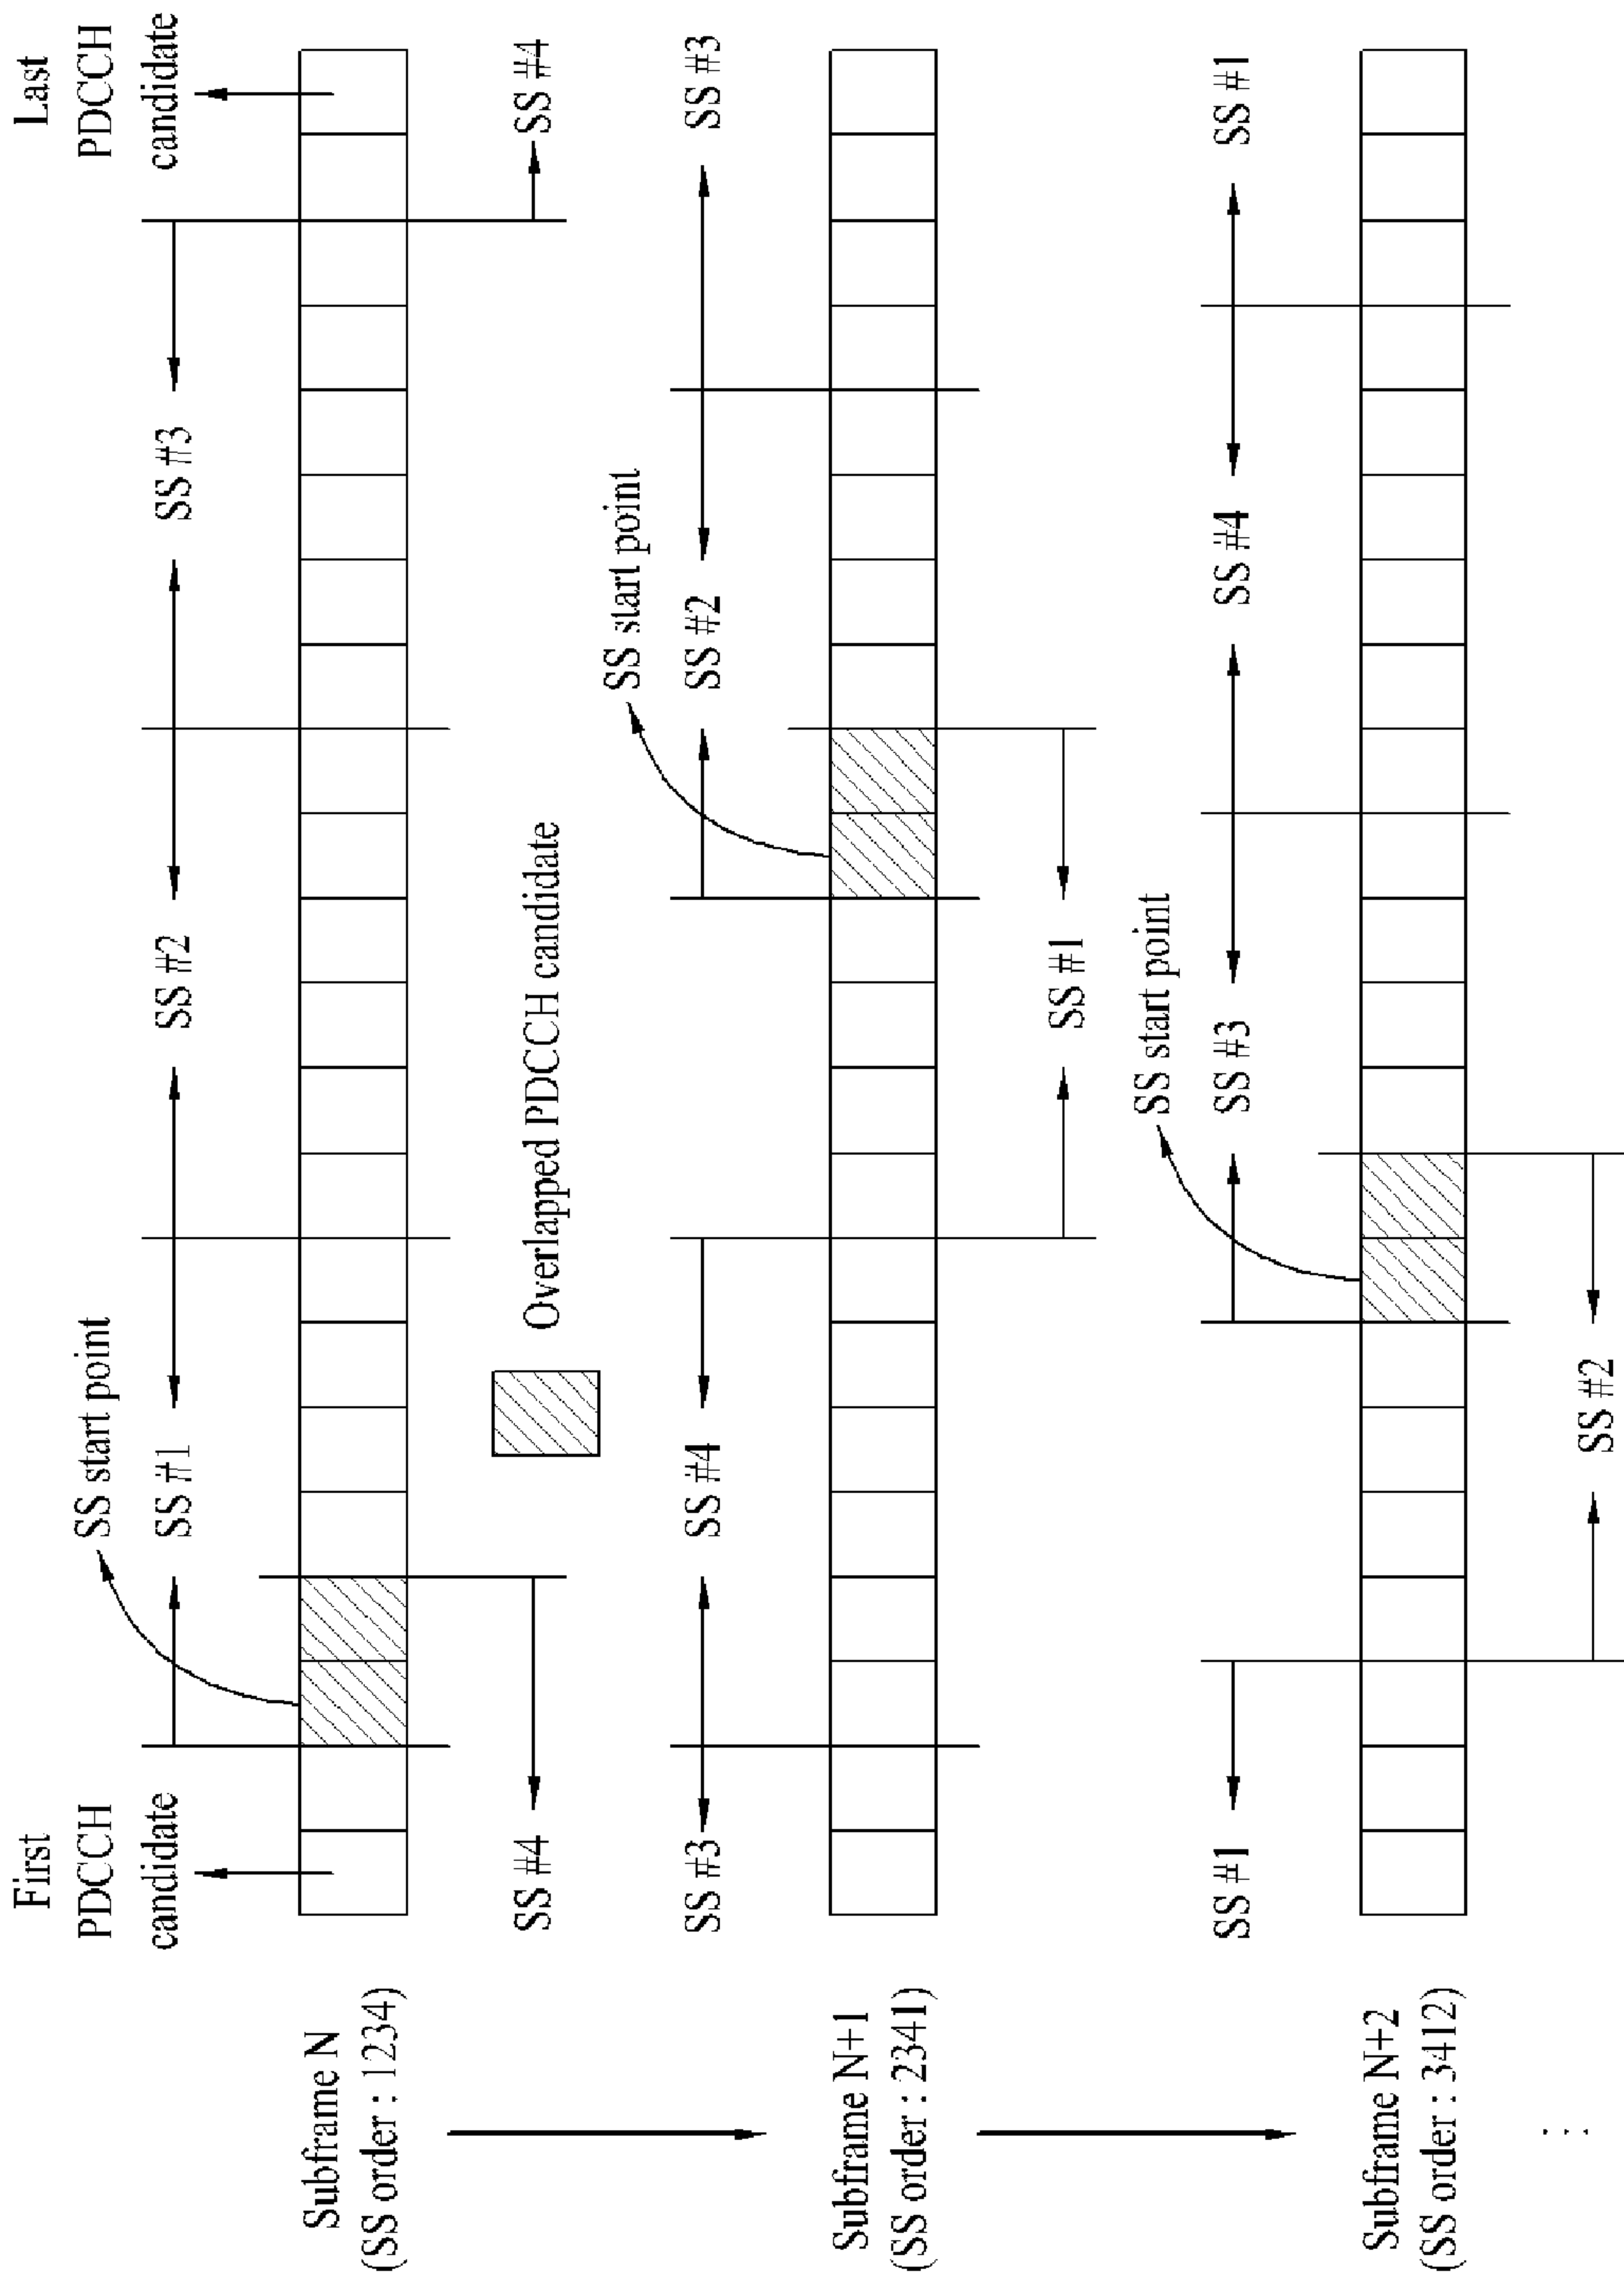 First
PDCCH
candidate
Last
PDCCH
candidate
SS start point
SS #1
SS #2
SS #3
Subframe N
(SS order : 1234)
SS #4
SS #4
Overlapped PDCCH candidate
SS start point
SS #3
SS #4
SS #2
SS #3
Subframe N+1
(SS order : 2341)
SS #1
SS start point
SS #1
SS #3
SS #4
SS #1
Subframe N+2
(SS order : 3412)
SS #2
⋮